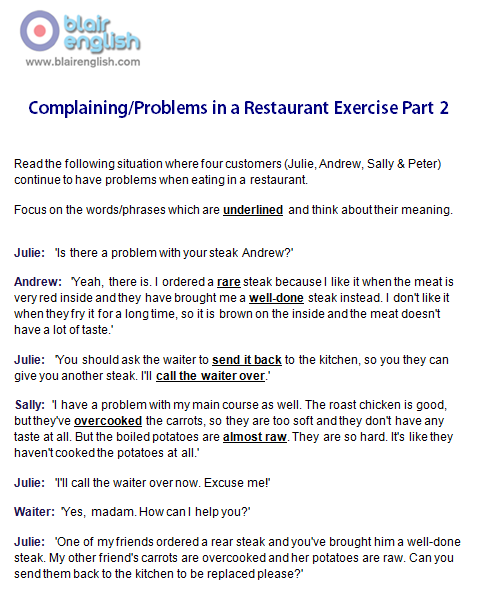 blair
english
www.blairenglish.com
Complaining/Problems in a Restaurant Exercise Part 2
Read the following situation where four customers (Julie, Andrew, Sally & Peter)
continue to have problems when eating in a restaurant.
Focus on the words/phrases which are underlined and think about their meaning.
Julie: 'Is there a problem with your steak Andrew?'
Andrew: 'Yeah, there is. I ordered a rare steak because I like it when the meat is
very red inside and they have brought me a well-done steak instead. I don't like it
when they fry it for a long time, so it is brown on the inside and the meat doesn't
have a lot of taste.'
Julie: 'You should ask the waiter to send it back to the kitchen, so you they can
give you another steak. I'll call the waiter over.'
Sally: 'I have a problem with my main course as well. The roast chicken is good,
but they've overcooked the carrots, so they are too soft and they don't have any
taste at all. But the boiled potatoes are almost raw. They are so hard. It's like they
haven't cooked the potatoes at all.'
Julie: 'I'll call the waiter over now. Excuse me!'
Waiter: 'Yes, madam. How can I help you?'
Julie: 'One of my friends ordered a rear steak and you've brought him a well-done
steak. My other friend's carrots are overcooked and her potatoes are raw. Can you
send them back to the kitchen to be replaced please?'